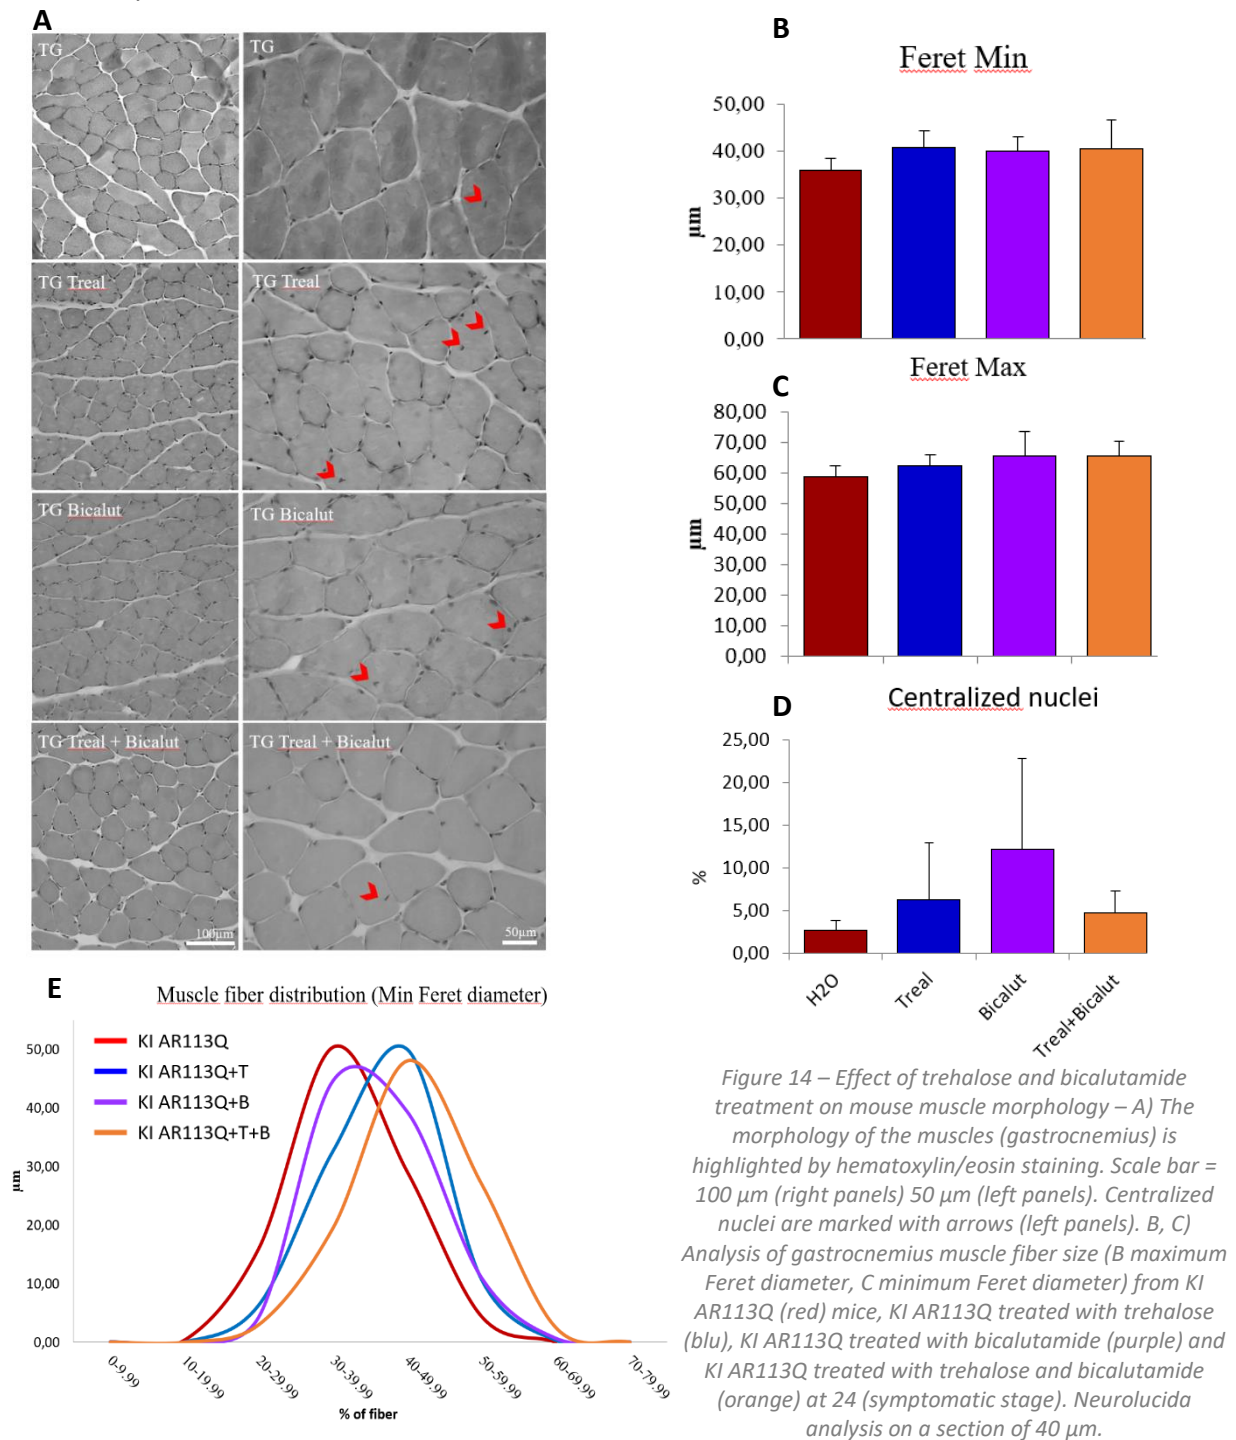 A
TG
TG
TG Treal
TG Treal
TG Bicalut
TG Bicalut
TG Treal + Bicalut
TG Treal + Bicalut
100µm
50µm
B
Feret Min
50,00
40,00
30,00
20,00
10,00
0,00
µm
C
Feret Max
80,00
70,00
60,00
50,00
40,00
30,00
20,00
10,00
0,00
µm
D
Centralized nuclei
25,00
20,00
15,00
10,00
5,00
0,00
%
H2O
Treal
Bicalut
Treal+Bicalut
E
Muscle fiber distribution (Min Feret diameter)
KI AR113Q
KI AR113Q+T
KI AR113Q+B
KI AR113Q+T+B
50,00
40,00
30,00
20,00
10,00
0,00
µm
0-9.99
10-19.99
20-29.99
30-39.99
40-49.99
50-59.99
60-69.99
70-79.99
% of fiber
Figure 14 – Effect of trehalose and bicalutamide
treatment on mouse muscle morphology – A) The
morphology of the muscles (gastrocnemius) is
highlighted by hematoxylin/eosin staining. Scale bar =
100 µm (right panels) 50 µm (left panels). Centralized
nuclei are marked with arrows (left panels). B, C)
Analysis of gastrocnemius muscle fiber size (B maximum
Feret diameter, C minimum Feret diameter) from KI
AR113Q (red) mice, KI AR113Q treated with trehalose
(blu), KI AR113Q treated with bicalutamide (purple) and
KI AR113Q treated with trehalose and bicalutamide
(orange) at 24 (symptomatic stage). Neurolucida
analysis on a section of 40 µm.